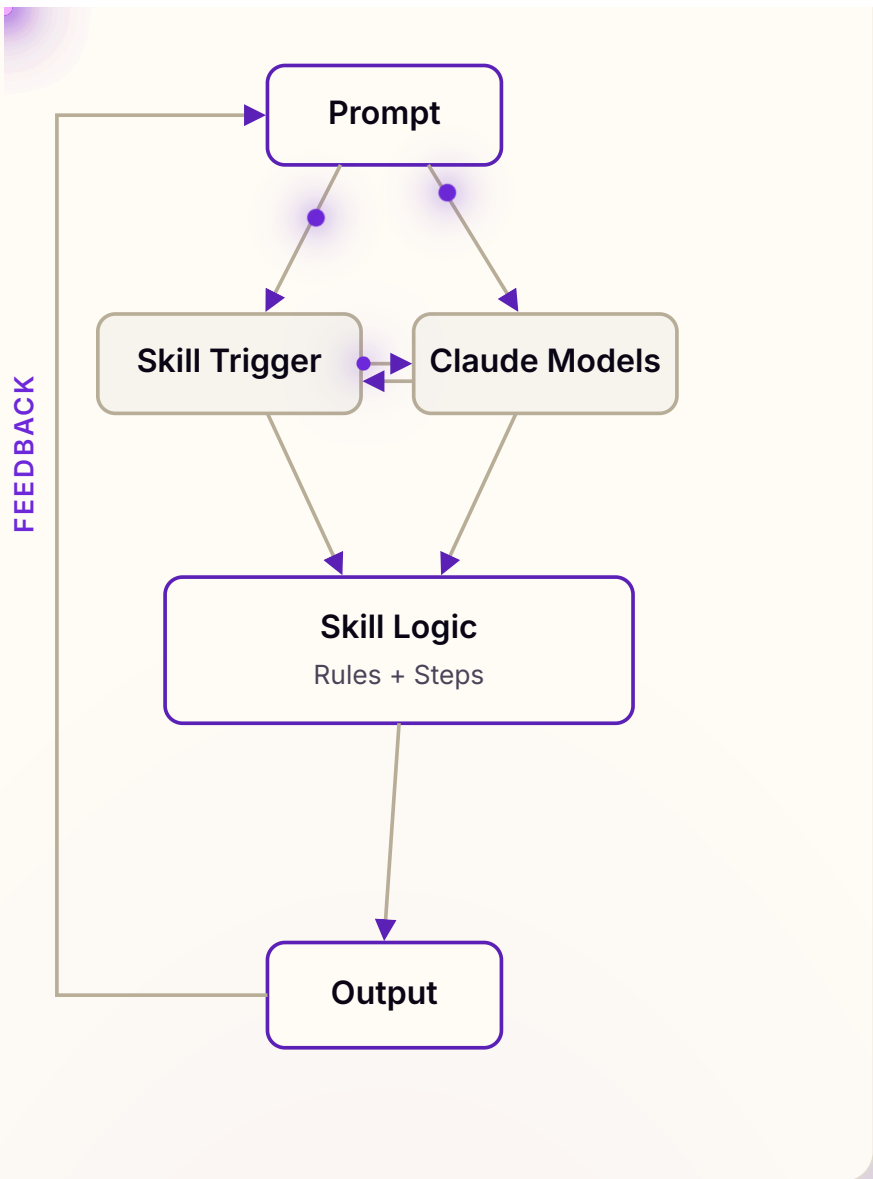 Prompt
Skill Trigger
Claude Models
FEEDBACK
Skill Logic
Rules + Steps
Output